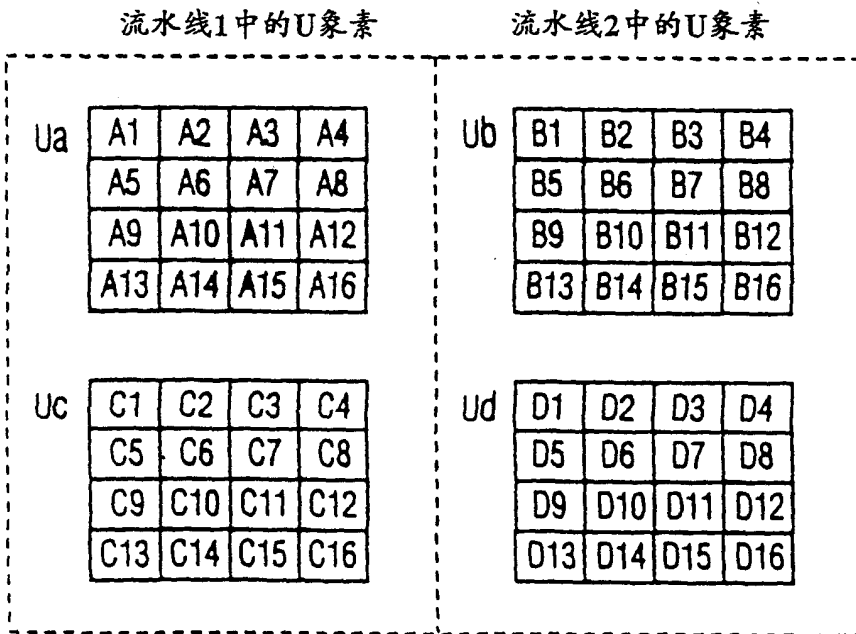 流水线1中的U象素 流水线2中的U象素
Ua A1 A2 A3 A4 Ub B1 B2 B3 B4
A5 A6 A7 A8 B5 B6 B7 B8
A9 A10 A11 A12 B9 B10 B11 B12
A13 A14 A15 A16 B13 B14 B15 B16
Uc C1 C2 C3 C4 Ud D1 D2 D3 D4
C5 C6 C7 C8 D5 D6 D7 D8
C9 C10 C11 C12 D9 D10 D11 D12
C13 C14 C15 C16 D13 D14 D15 D16